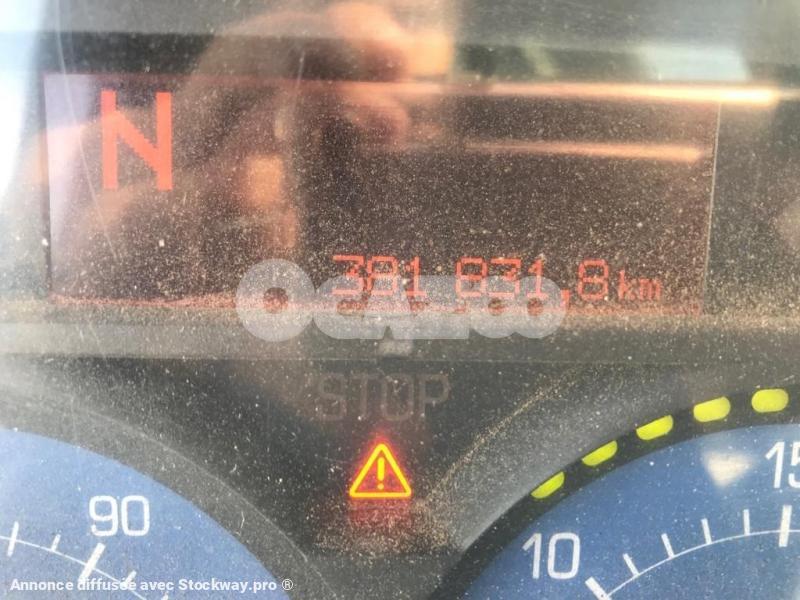 N
381 831,8 km
STOP
90
10
15
Annonce diffusée avec Stockway.pro ®